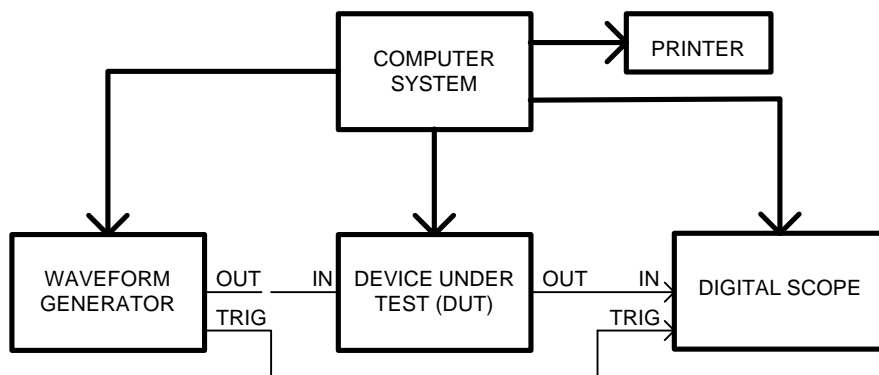 COMPUTER
SYSTEM
PRINTER
WAVEFORM
GENERATOR
OUT
TRIG
IN
DEVICE UNDER
TEST (DUT)
OUT
IN
TRIG
DIGITAL SCOPE